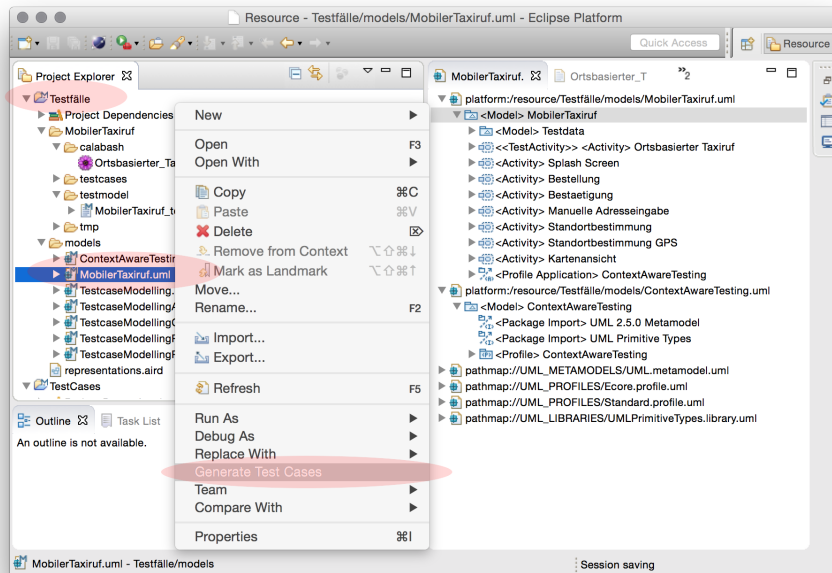 Resource - Testfälle/models/MobilerTaxiruf.uml - Eclipse Platform
Quick Access
Resource
Project Explorer
Testfälle
Project Dependencies
MobilerTaxiruf
calabash
Ortsbasierter_Ta
testcases
testmodel
MobilerTaxiruf_te
tmp
models
ContextAwareTestin
MobilerTaxiruf.uml
TestcaseModelling.
TestcaseModellingA
TestcaseModellingC
TestcaseModellingF
TestcaseModellingF
representations.aird
TestCases
New
Open F3
Open With
Copy ⌘C
Paste ⌘V
Delete ⌦
Remove from Context ⌥⇧⌘↓
Mark as Landmark ⌥⇧⌘↑
Move...
Rename... F2
Import...
Export...
Refresh F5
Run As
Debug As
Replace With
Generate Test Cases
Team
Compare With
Properties ⌘I
MobilerTaxiruf.
Ortsbasierter_T
»2
platform:/resource/Testfälle/models/MobilerTaxiruf.uml
<Model> MobilerTaxiruf
<Model> Testdata
<<TestActivity>> <Activity> Ortsbasierter Taxiruf
<Activity> Splash Screen
<Activity> Bestellung
<Activity> Bestaetigung
<Activity> Manuelle Adresseingabe
<Activity> Standortbestimmung
<Activity> Standortbestimmung GPS
<Activity> Kartenansicht
<Profile Application> ContextAwareTesting
platform:/resource/Testfälle/models/ContextAwareTesting.uml
<Model> ContextAwareTesting
<Package Import> UML 2.5.0 Metamodel
<Package Import> UML Primitive Types
<Profile> ContextAwareTesting
pathmap://UML_METAMODELS/UML.metamodel.uml
pathmap://UML_PROFILES/Ecore.profile.uml
pathmap://UML_PROFILES/Standard.profile.uml
pathmap://UML_LIBRARIES/UMLPrimitiveTypes.library.uml
Outline
Task List
An outline is not available.
MobilerTaxiruf.uml - Testfälle/models
Session saving